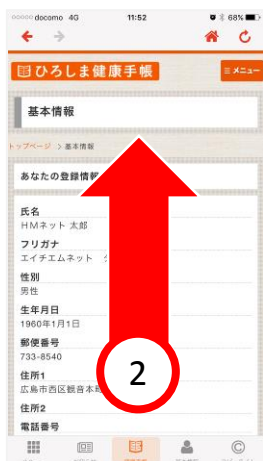 docomo 4G 11:52 68%
ひろしま健康手帳
メニュー
基本情報
トップページ > 基本情報
あなたの登録情報
氏名
HMネット 太郎
フリガナ
エイチエムネット
性別
男性
生年月日
1960年1月1日
郵便番号
733-8540
住所1
広島市西区観音本町
住所2
電話番号
2